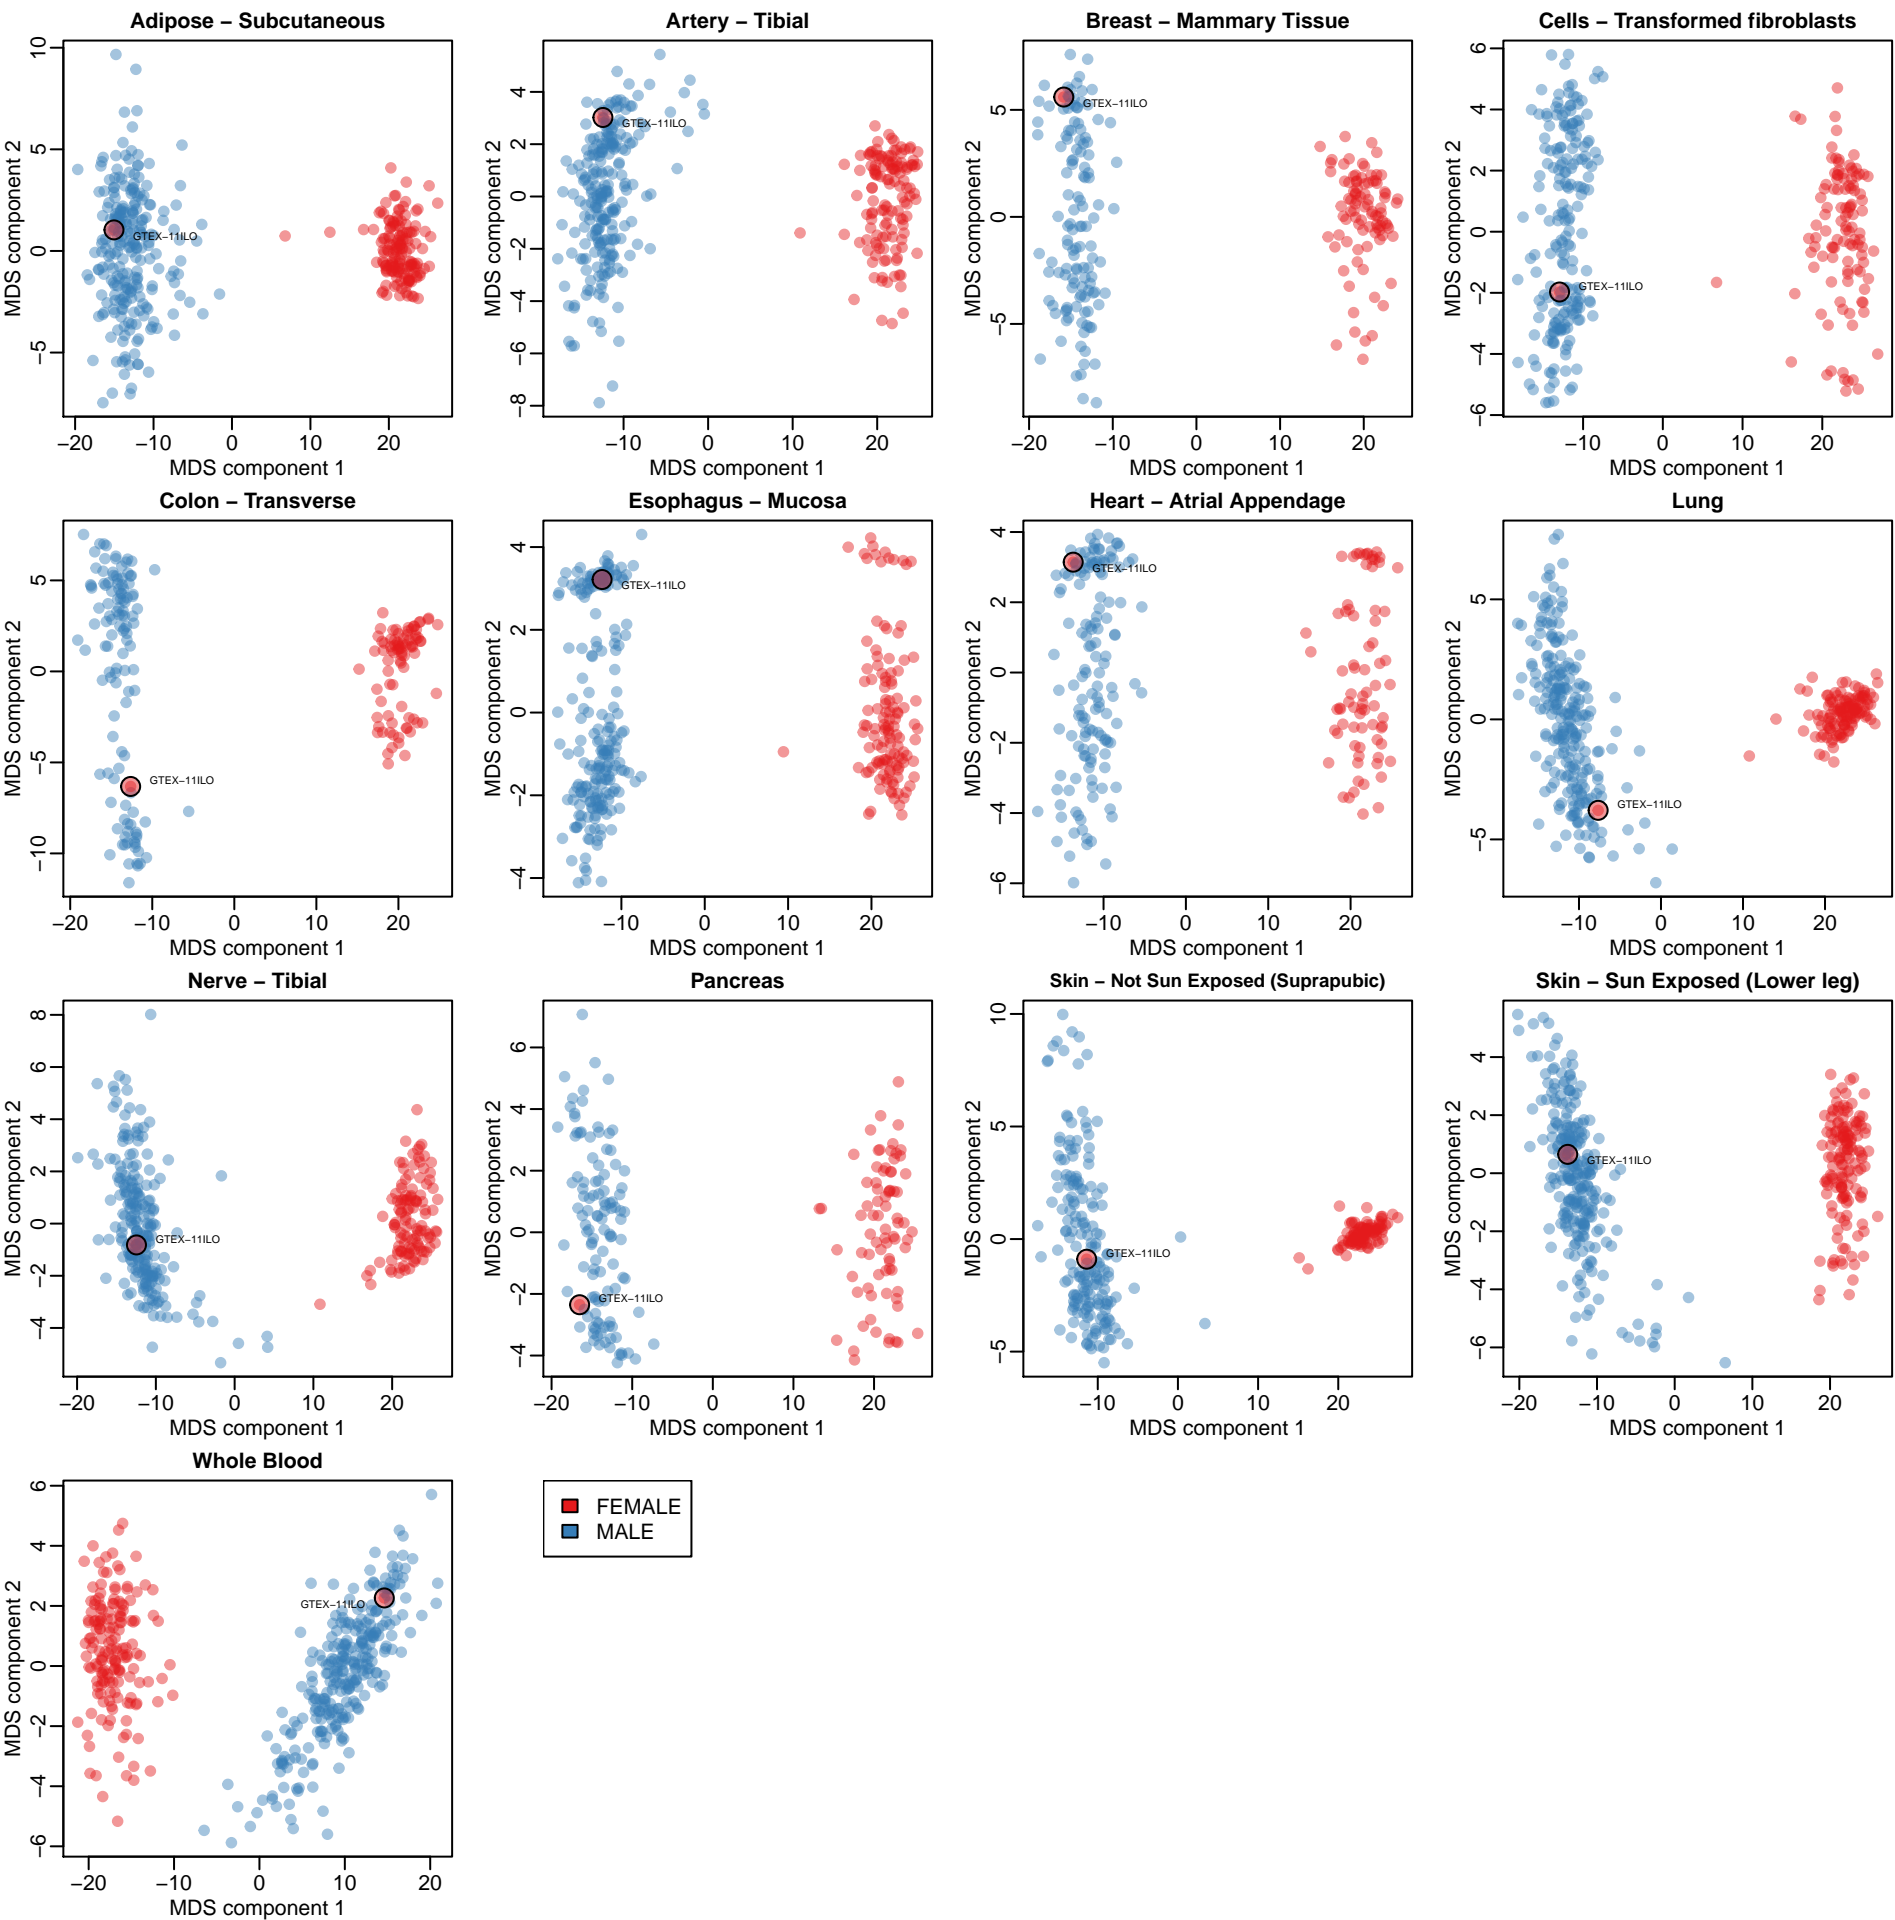 Adipose – Subcutaneous
10
5
0
−5
MDS component 2
−20 −10 0 10 20
MDS component 1
GTEX−11ILO
Artery – Tibial
4
2
0
−2
−4
−6
−8
MDS component 2
−10 0 10 20
MDS component 1
GTEX−11ILO
Breast – Mammary Tissue
5
0
−5
MDS component 2
−20 −10 0 10 20
MDS component 1
GTEX−11ILO
Cells – Transformed fibroblasts
6
4
2
0
−2
−4
−6
MDS component 2
−10 0 10 20
MDS component 1
GTEX−11ILO
Colon – Transverse
5
0
−5
−10
MDS component 2
−20 −10 0 10 20
MDS component 1
GTEX−11ILO
Esophagus – Mucosa
4
2
0
−2
−4
MDS component 2
−10 0 10 20
MDS component 1
GTEX−11ILO
Heart – Atrial Appendage
4
2
0
−2
−4
−6
MDS component 2
−10 0 10 20
MDS component 1
GTEX−11ILO
Lung
5
0
−5
MDS component 2
−10 0 10 20
MDS component 1
GTEX−11ILO
Nerve – Tibial
8
6
4
2
0
−2
−4
MDS component 2
−20 −10 0 10 20
MDS component 1
GTEX−11ILO
Pancreas
6
4
2
0
−2
−4
MDS component 2
−20 −10 0 10 20
MDS component 1
GTEX−11ILO
Skin – Not Sun Exposed (Suprapubic)
10
5
0
−5
MDS component 2
−10 0 10 20
MDS component 1
GTEX−11ILO
Skin – Sun Exposed (Lower leg)
4
2
0
−2
−4
−6
MDS component 2
−20 −10 0 10 20
MDS component 1
GTEX−11ILO
Whole Blood
6
4
2
0
−2
−4
−6
MDS component 2
−20 −10 0 10 20
MDS component 1
GTEX−11ILO
FEMALE
MALE